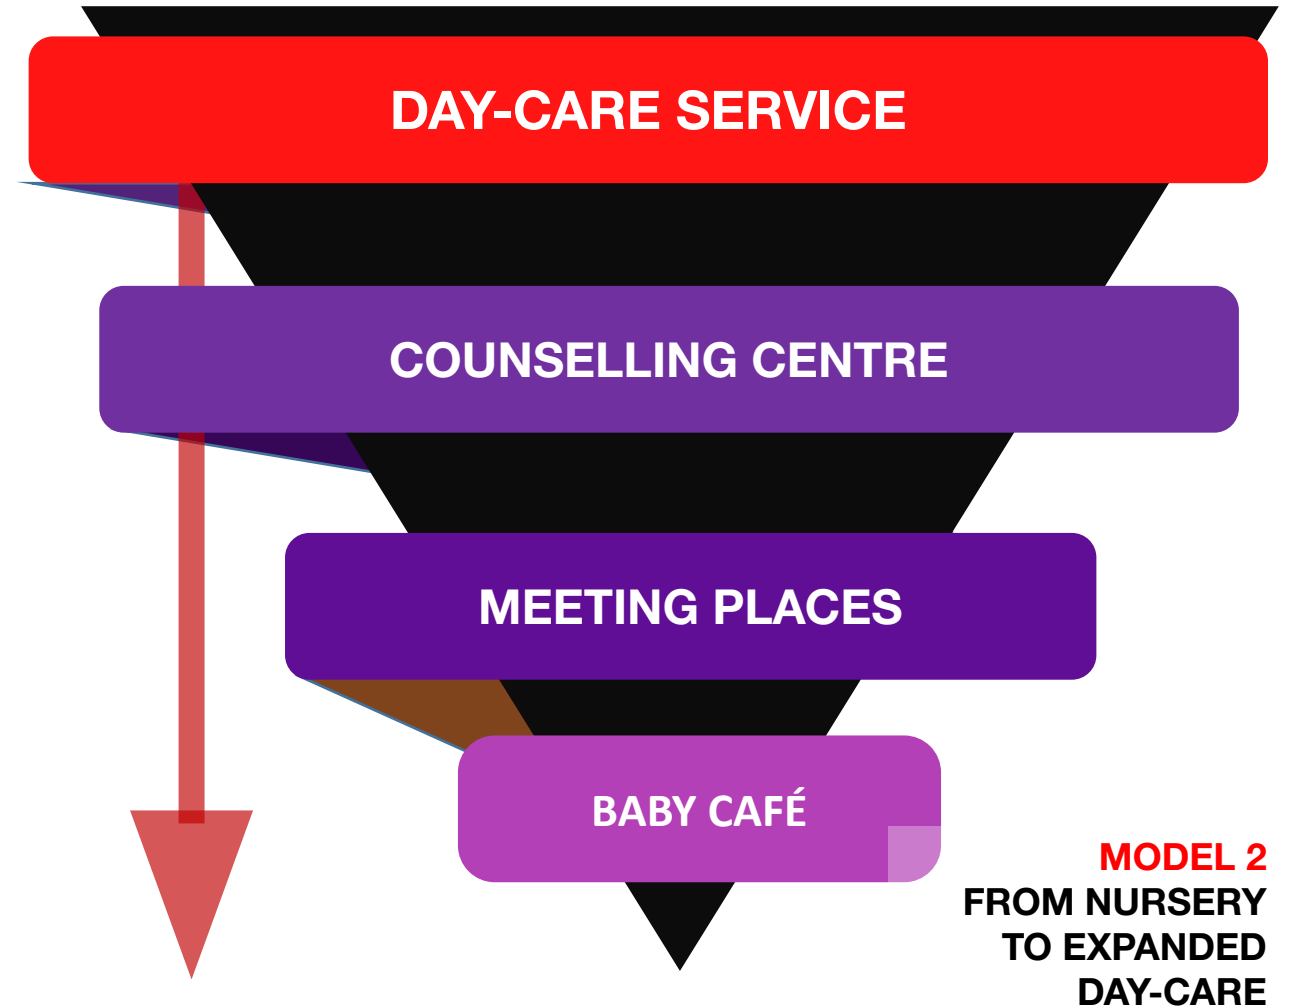 DAY-CARE SERVICE
COUNSELLING CENTRE
MEETING PLACES
BABY CAFÉ
MODEL 2
FROM NURSERY
TO EXPANDED
DAY-CARE